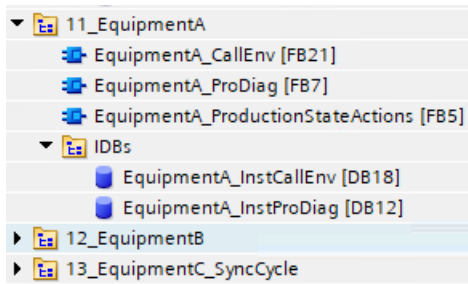 11_EquipmentA
EquipmentA_CallEnv [FB21]
EquipmentA_ProDiag [FB7]
EquipmentA_ProductionStateActions [FB5]
IDBs
EquipmentA_InstCallEnv [DB18]
EquipmentA_InstProDiag [DB12]
12_EquipmentB
13_EquipmentC_SyncCycle